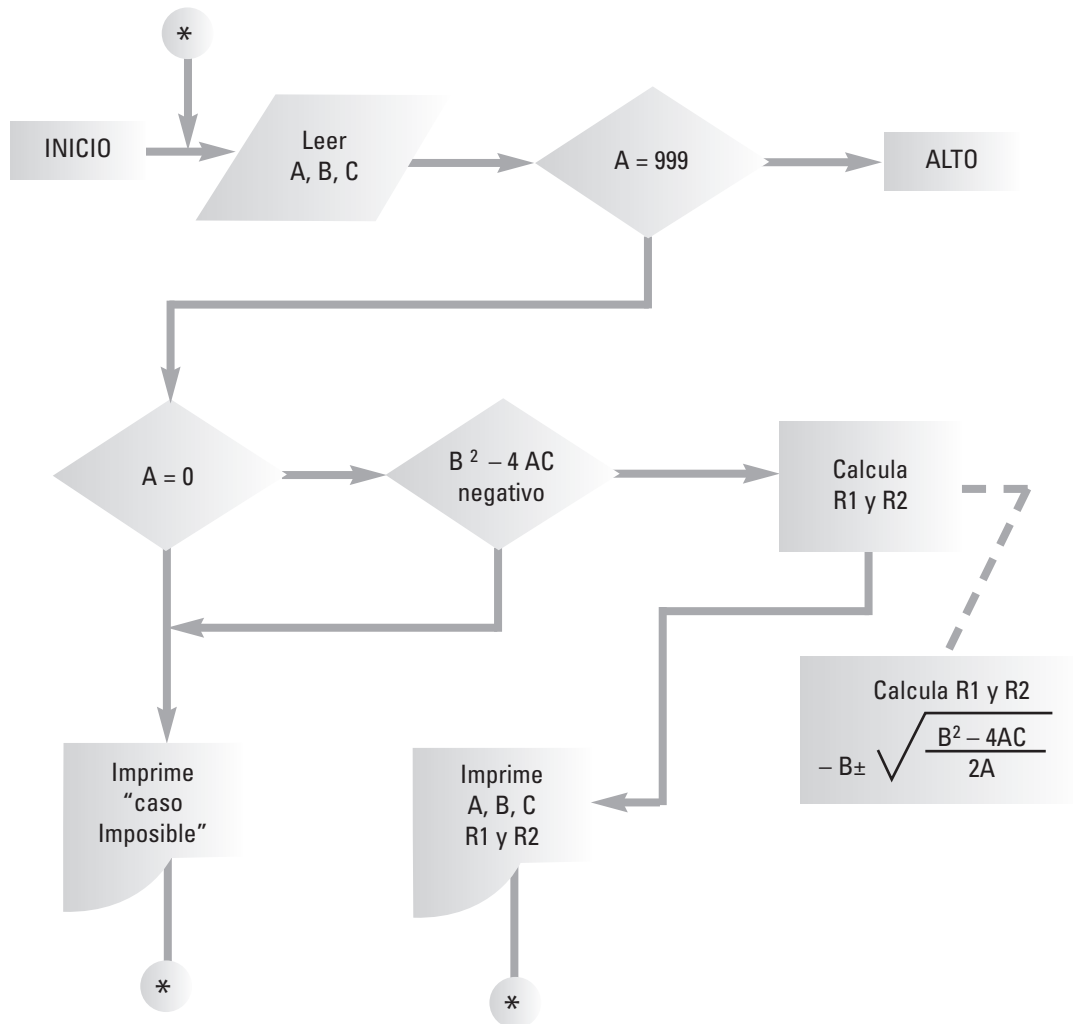 *
INICIO
Leer
A, B, C
A = 999
ALTO
A = 0
B ² – 4 AC
negativo
Calcula
R1 y R2
Calcula R1 y R2
– B± √ B² – 4AC
2A
Imprime
“caso
Imposible”
Imprime
A, B, C
R1 y R2
*
*